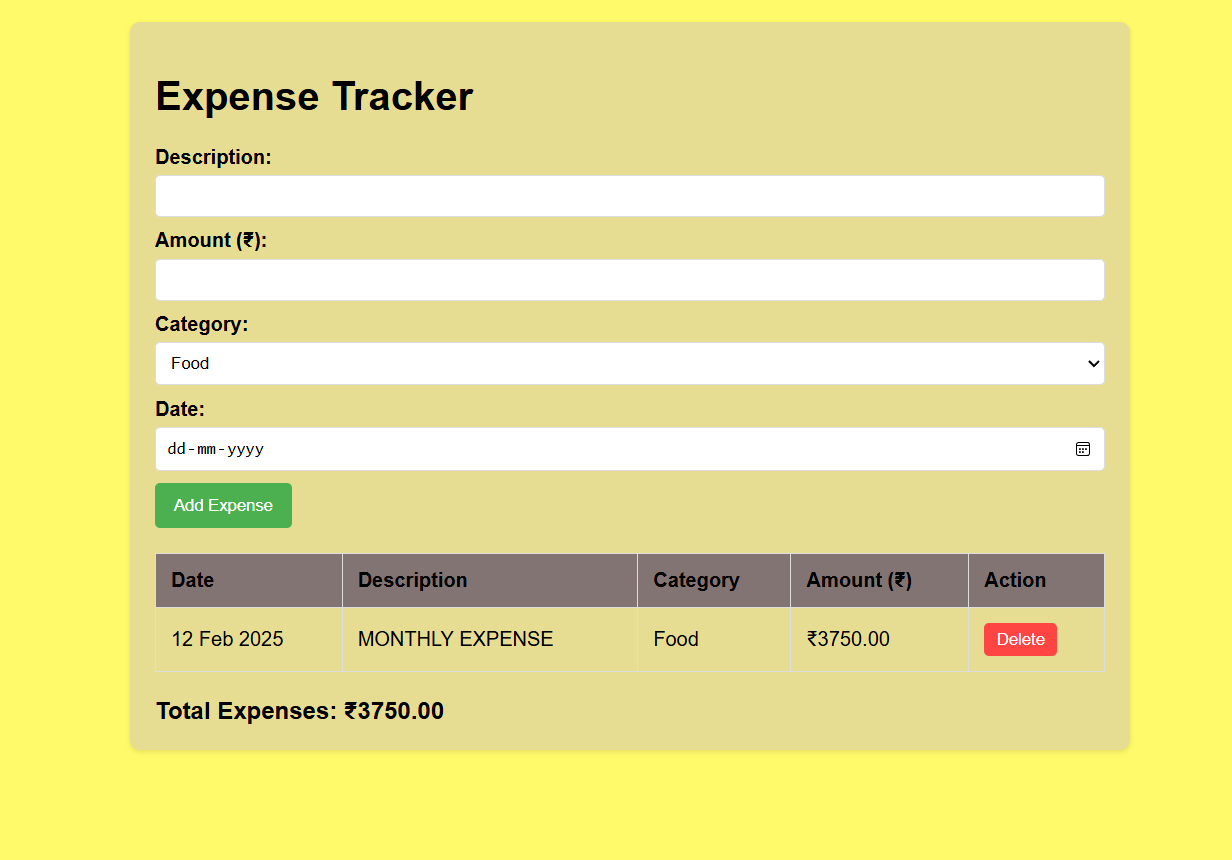 Expense Tracker
Description:
Amount (₹):
Category:
Food
Date:
dd-mm-yyyy
Add Expense
Date Description Category Amount (₹) Action
12 Feb 2025 MONTHLY EXPENSE Food ₹3750.00 Delete
Total Expenses: ₹3750.00